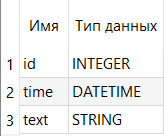 Имя Тип данных
1 id INTEGER
2 time DATETIME
3 text STRING